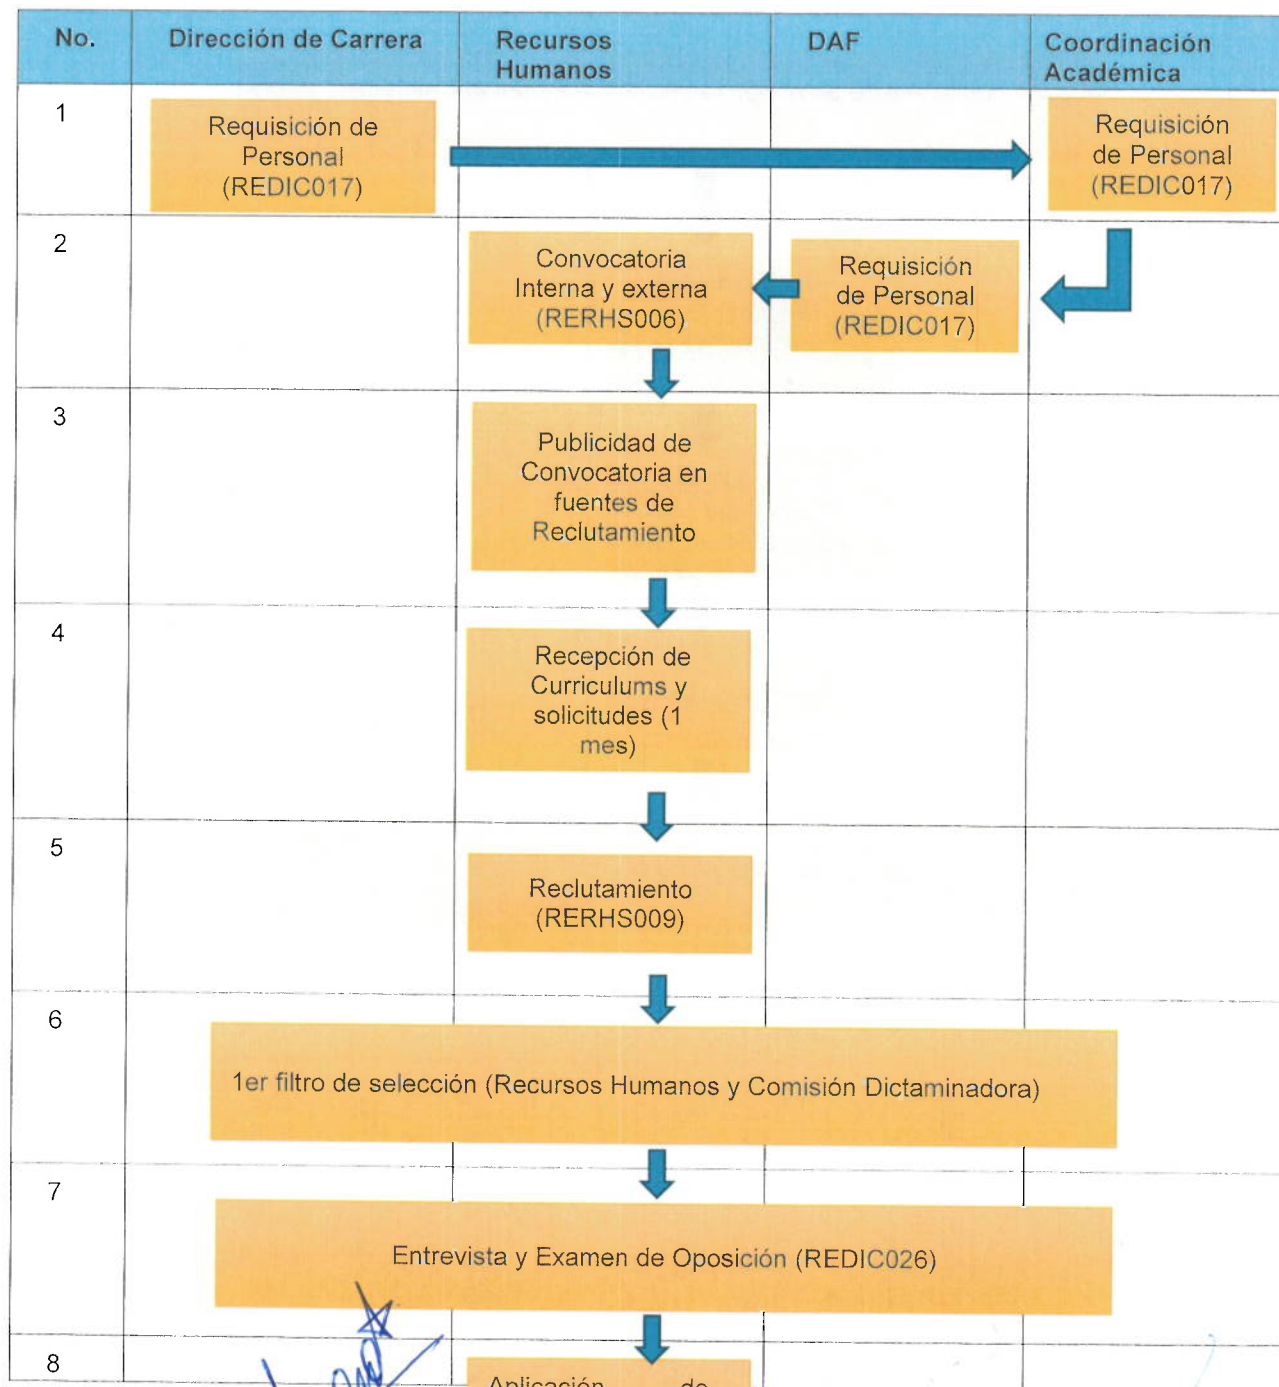 No.
Dirección de Carrera
Recursos
Humanos
DAF
Coordinación
Académica
1
Requisición de
Personal
(REDIC017)
Requisición
de Personal
(REDIC017)
2
Convocatoria
Interna y externa
(RERHS006)
Requisición
de Personal
(REDIC017)
3
Publicidad de
Convocatoria en
fuentes de
Reclutamiento
4
Recepción de
Curriculums y
solicitudes (1
mes)
5
Reclutamiento
(RERHS009)
6
1er filtro de selección (Recursos Humanos y Comisión Dictaminadora)
7
Entrevista y Examen de Oposición (REDIC026)
8
Aplicación de